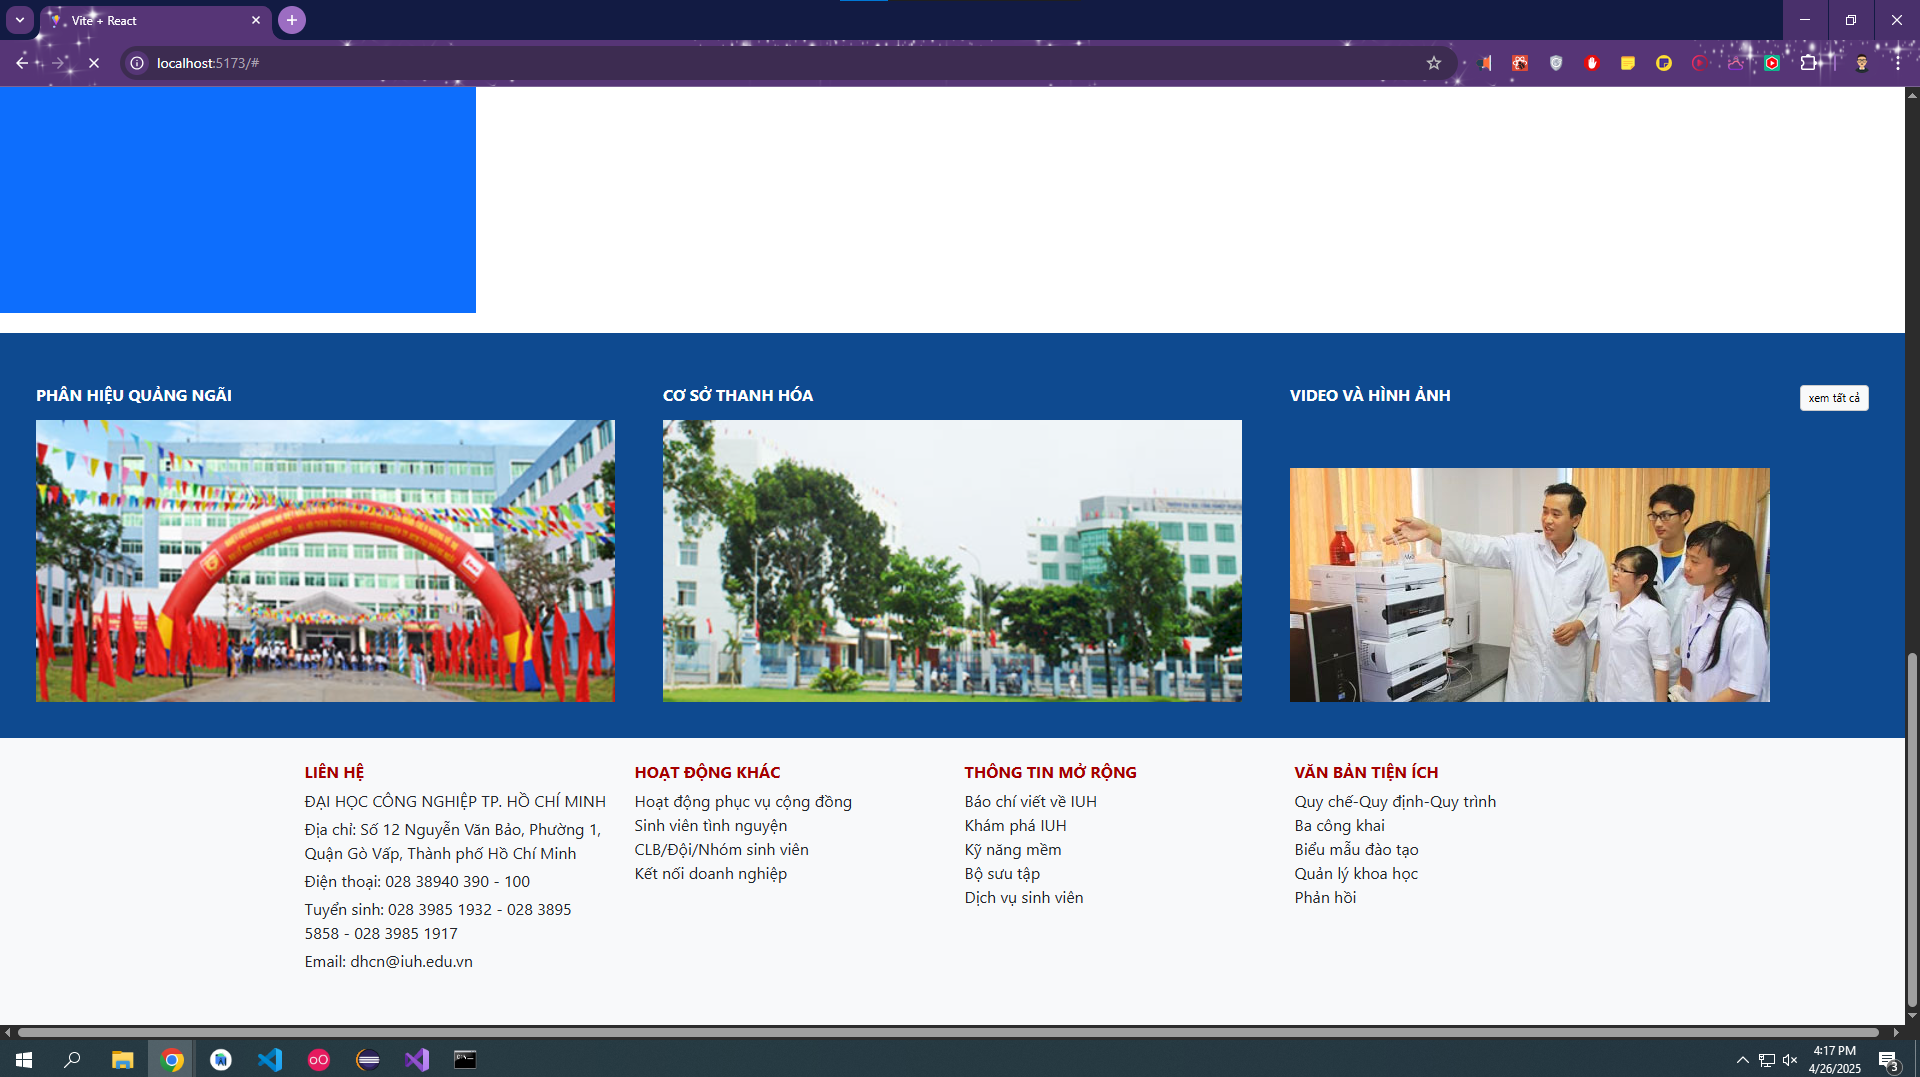 Vite + React
localhost:5173/#
PHÂN HIỆU QUẢNG NGÃI
CƠ SỞ THANH HÓA
VIDEO VÀ HÌNH ẢNH
xem tất cả
LIÊN HỆ
ĐẠI HỌC CÔNG NGHIỆP TP. HỒ CHÍ MINH
Địa chỉ: Số 12 Nguyễn Văn Bảo, Phường 1,
Quận Gò Vấp, Thành phố Hồ Chí Minh
Điện thoại: 028 38940 390 - 100
Tuyển sinh: 028 3985 1932 - 028 3895
5858 - 028 3985 1917
Email: dhcn@iuh.edu.vn
HOẠT ĐỘNG KHÁC
Hoạt động phục vụ cộng đồng
Sinh viên tình nguyện
CLB/Đội/Nhóm sinh viên
Kết nối doanh nghiệp
THÔNG TIN MỞ RỘNG
Báo chí viết về IUH
Khám phá IUH
Kỹ năng mềm
Bộ sưu tập
Dịch vụ sinh viên
VĂN BẢN TIỆN ÍCH
Quy chế-Quy định-Quy trình
Ba công khai
Biểu mẫu đào tạo
Quản lý khoa học
Phản hồi
4:17 PM
4/26/2025
3